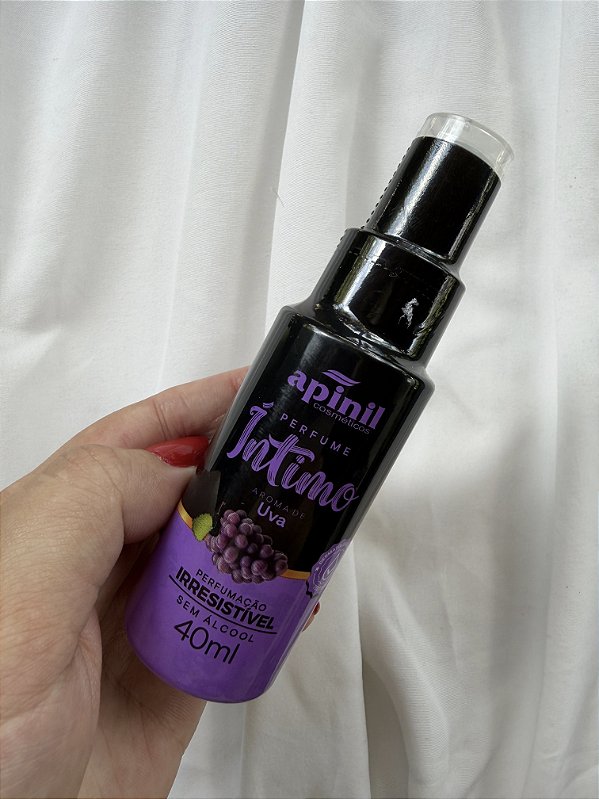 apinil
cosméticos
PERFUME
Íntimo
AROMA DE
Uva
PERFUMAÇÃO
IRRESISTÍVEL
SEM ÁLCOOL
40ml